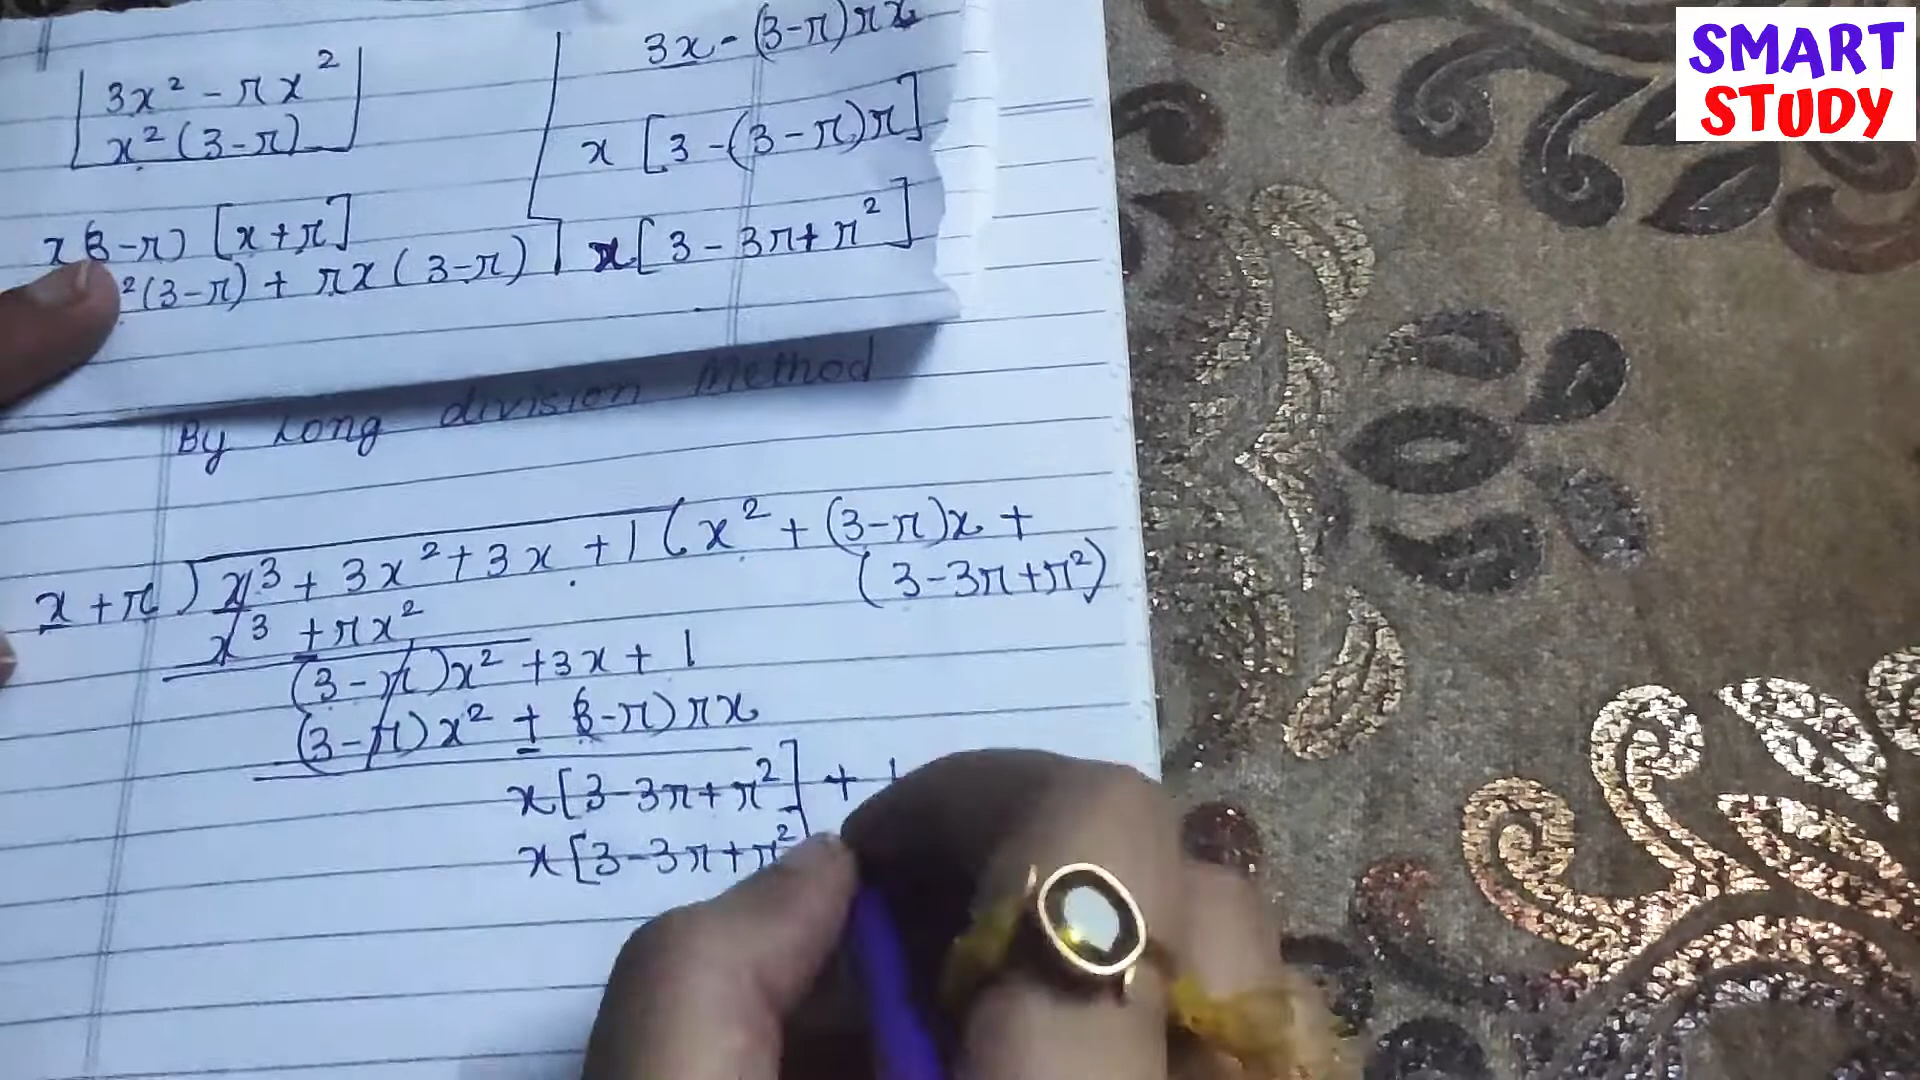 SMART
STUDY
3x² - πx²
x²(3-π)
3x - (3-π)πx
x [3 - (3-π)π]
x(3-π) [x+π]
²(3-π) + πx(3-π)
x[3 - 3π + π²]
By Long division Method
x + π ) x³ + 3x² + 3x + 1 ( x² + (3-π)x +
(3 - 3π + π²)
x³ + πx²
(3-π)x² + 3x + 1
(3-π)x² + (3-π)πx
x[3 - 3π + π²] + 1
x[3 - 3π + π²]